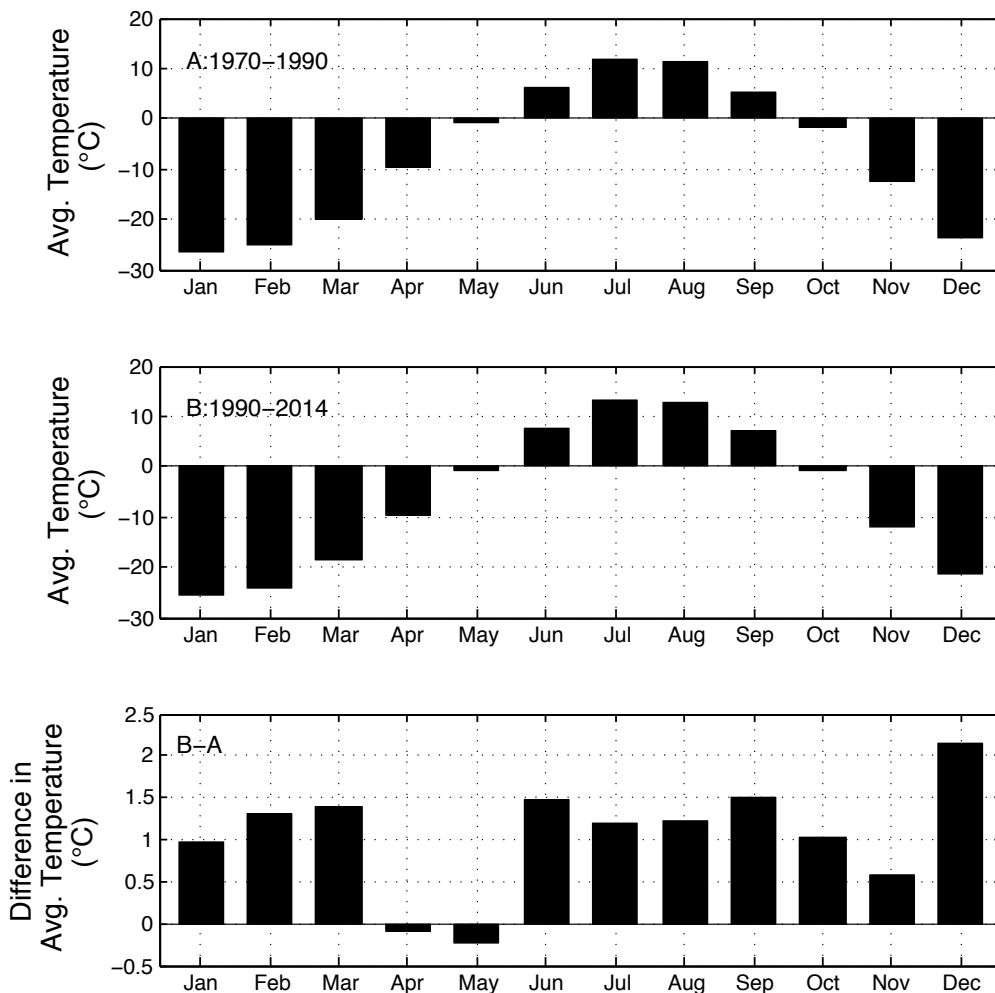 20
10
0
−10
−20
−30
Avg. Temperature
(°C)
A:1970−1990
Jan Feb Mar Apr May Jun Jul Aug Sep Oct Nov Dec
20
10
0
−10
−20
−30
Avg. Temperature
(°C)
B:1990−2014
Jan Feb Mar Apr May Jun Jul Aug Sep Oct Nov Dec
2.5
2
1.5
1
0.5
0
−0.5
Difference in
Avg. Temperature
(°C)
B−A
Jan Feb Mar Apr May Jun Jul Aug Sep Oct Nov Dec